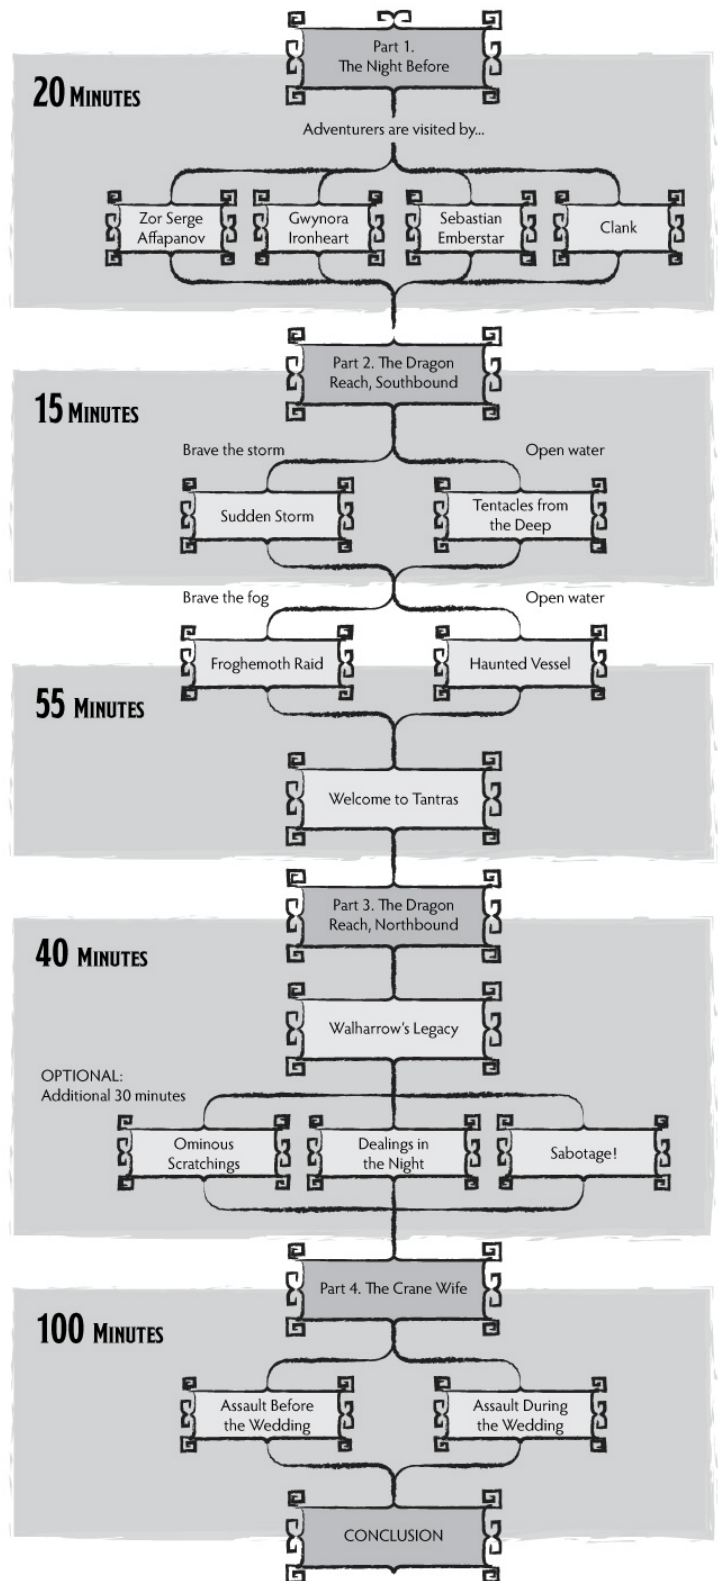 Part 1.
The Night Before
20 MINUTES
Adventurers are visited by...
Zor Serge
Affapanov
Gwynora
Ironheart
Sebastian
Emberstar
Clank
Part 2. The Dragon
Reach, Southbound
15 MINUTES
Brave the storm
Open water
Sudden Storm
Tentacles from
the Deep
Brave the fog
Open water
Froghemoth Raid
Haunted Vessel
55 MINUTES
Welcome to Tantras
Part 3. The Dragon
Reach, Northbound
40 MINUTES
Walharrow's Legacy
OPTIONAL:
Additional 30 minutes
Ominous
Scratchings
Dealings in
the Night
Sabotage!
Part 4. The Crane Wife
100 MINUTES
Assault Before
the Wedding
Assault During
the Wedding
CONCLUSION